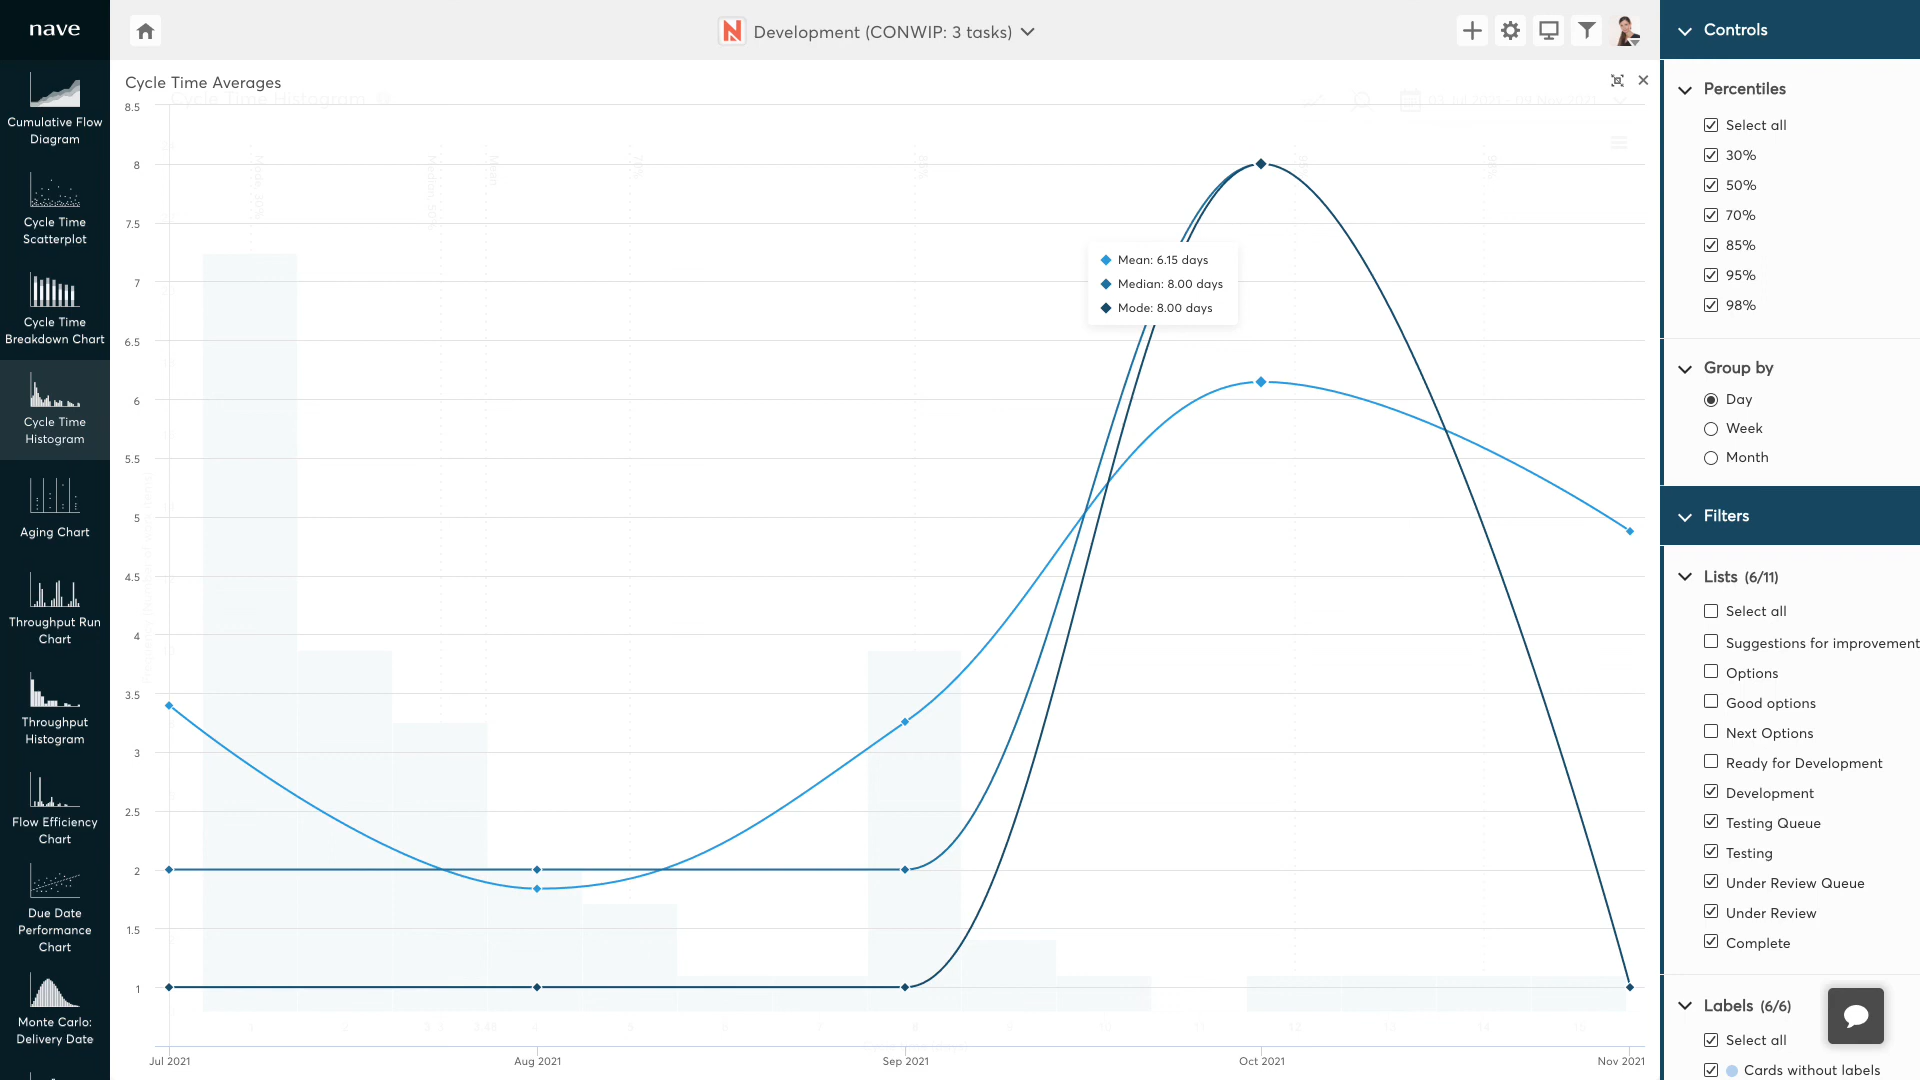 nave
Development (CONWIP: 3 tasks)
Controls
Cumulative Flow
Diagram
Cycle Time
Scatterplot
Cycle Time
Breakdown Chart
Cycle Time
Histogram
Aging Chart
Throughput Run
Chart
Throughput
Histogram
Flow Efficiency
Chart
Due Date
Performance
Chart
Monte Carlo:
Delivery Date
Cycle Time Averages
Cycle Time Histogram
8.5
8
7.5
7
6.5
6
5.5
5
4.5
4
3.5
3
2.5
2
1.5
1
Mean: 6.15 days
Median: 8.00 days
Mode: 8.00 days
Jul 2021
Aug 2021
Sep 2021
Oct 2021
Nov 2021
Percentiles
Select all
30%
50%
70%
85%
95%
98%
Group by
Day
Week
Month
Filters
Lists (6/11)
Select all
Suggestions for improvement
Options
Good options
Next Options
Ready for Development
Development
Testing Queue
Testing
Under Review Queue
Under Review
Complete
Labels (6/6)
Select all
Cards without labels